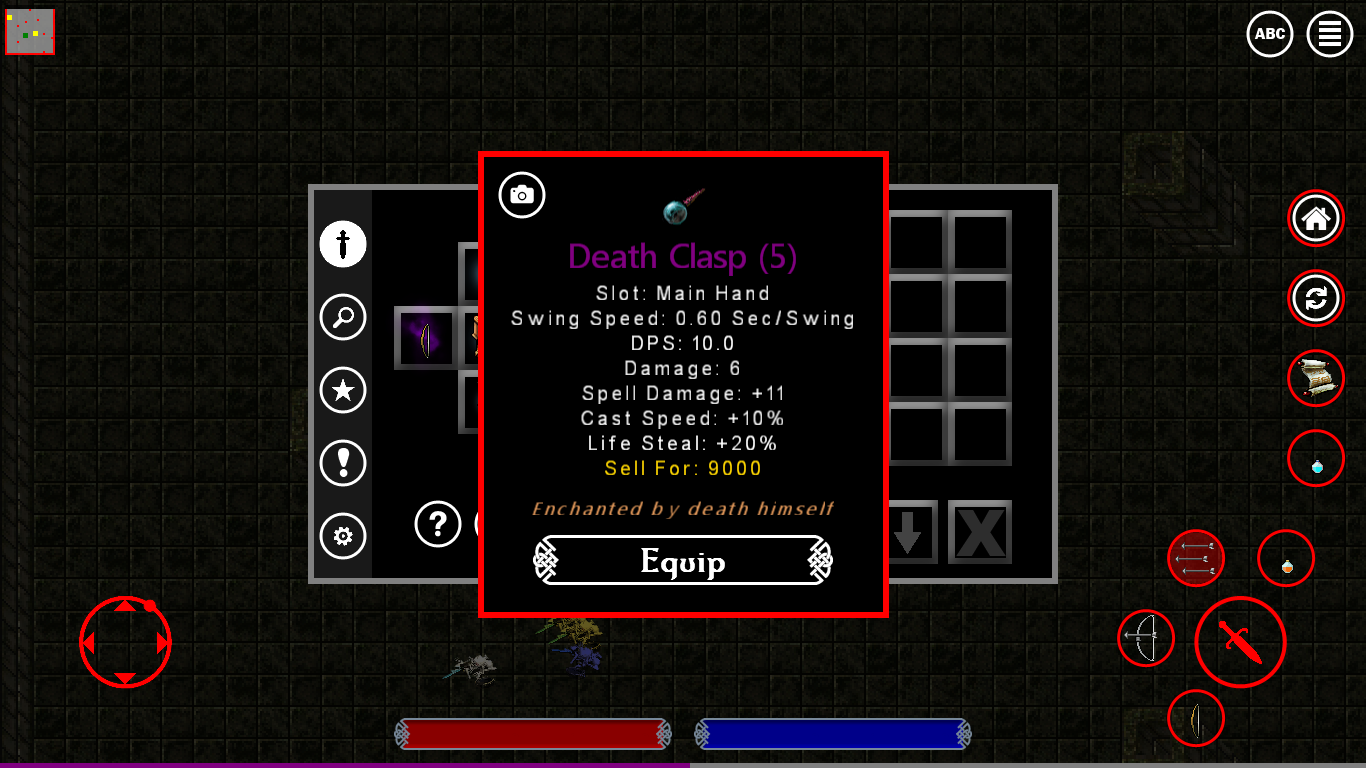 ABC
Death Clasp (5)
Slot: Main Hand
Swing Speed: 0.60 Sec/Swing
DPS: 10.0
Damage: 6
Spell Damage: +11
Cast Speed: +10%
Life Steal: +20%
Sell For: 9000
Enchanted by death himself
?
Equip
X